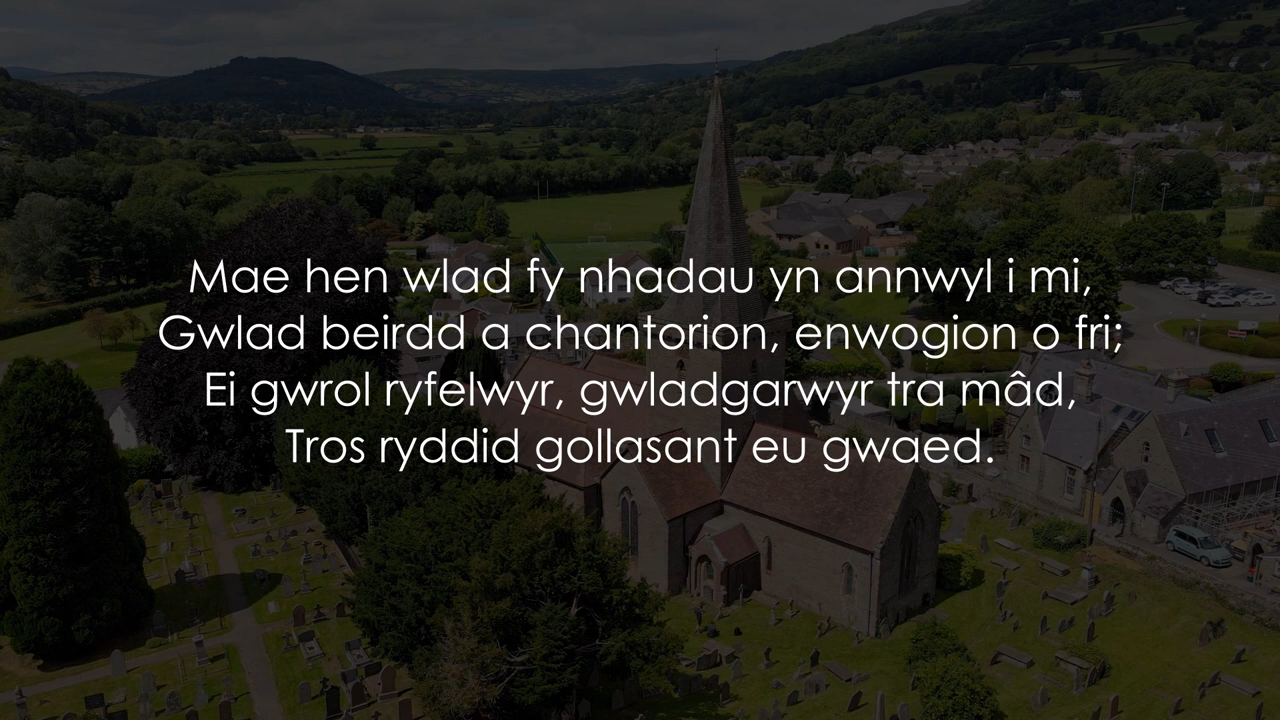 Mae hen wlad fy nhadau yn annwyl i mi,
Gwlad beirdd a chantorion, enwogion o fri;
Ei gwrol ryfelwyr, gwladgarwyr tra mâd,
Tros ryddid gollasant eu gwaed.